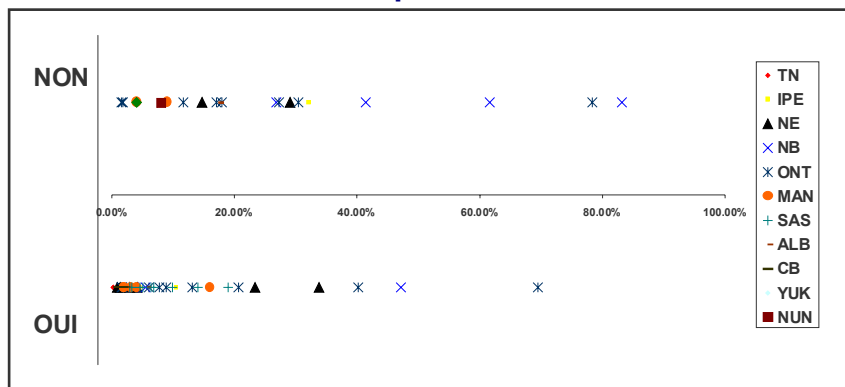 NON
0.00% 20.00% 40.00% 60.00% 80.00% 100.00%
OUI
TN
IPE
NE
NB
ONT
MAN
SAS
ALB
CB
YUK
NUN